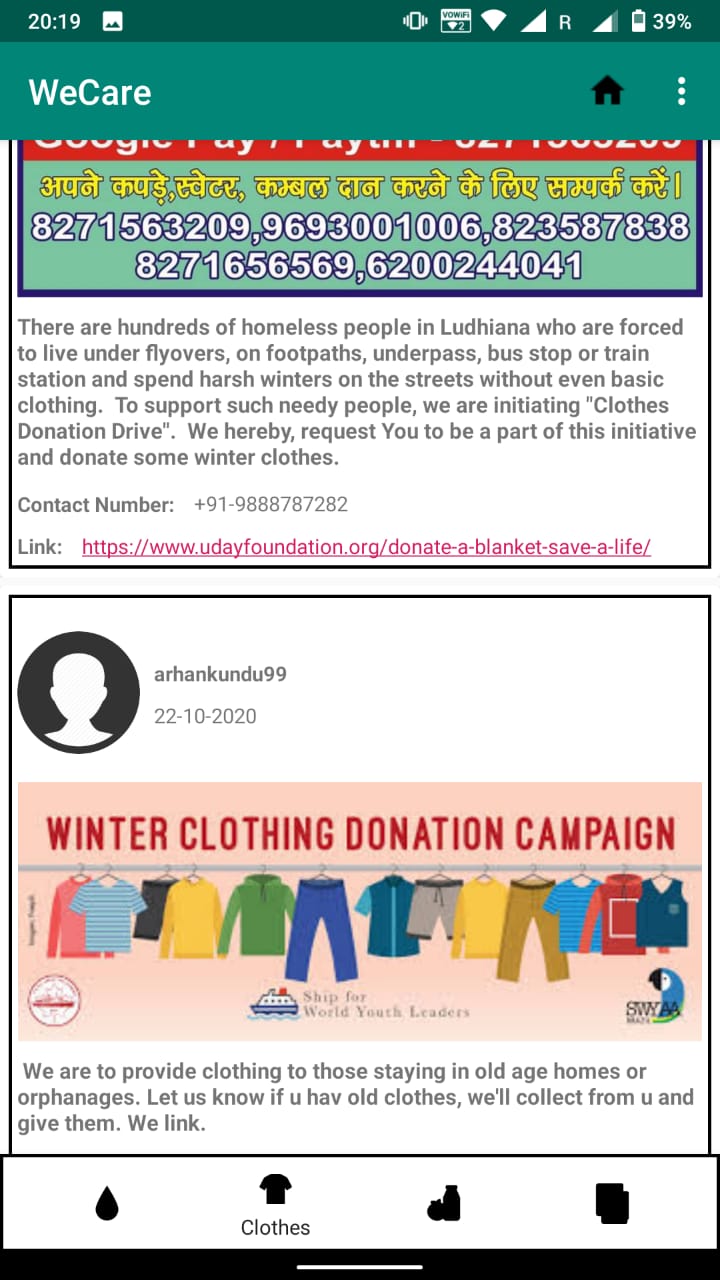 20:19
VOWIFI
2
R
39%
WeCare
Google Pay / Paytm - 8271563209
अपने कपड़े,स्वेटर, कम्बल दान करने के लिए सम्पर्क करें।
8271563209,9693001006,823587838
8271656569,6200244041
There are hundreds of homeless people in Ludhiana who are forced
to live under flyovers, on footpaths, underpass, bus stop or train
station and spend harsh winters on the streets without even basic
clothing.  To support such needy people, we are initiating "Clothes
Donation Drive".  We hereby, request You to be a part of this initiative
and donate some winter clothes.
Contact Number: +91-9888787282
Link: https://www.udayfoundation.org/donate-a-blanket-save-a-life/
arhankundu99
22-10-2020
WINTER CLOTHING DONATION CAMPAIGN
Ship for
World Youth Leaders
SWYAA
We are to provide clothing to those staying in old age homes or
orphanages. Let us know if u hav old clothes, we'll collect from u and
give them. We link.
Clothes